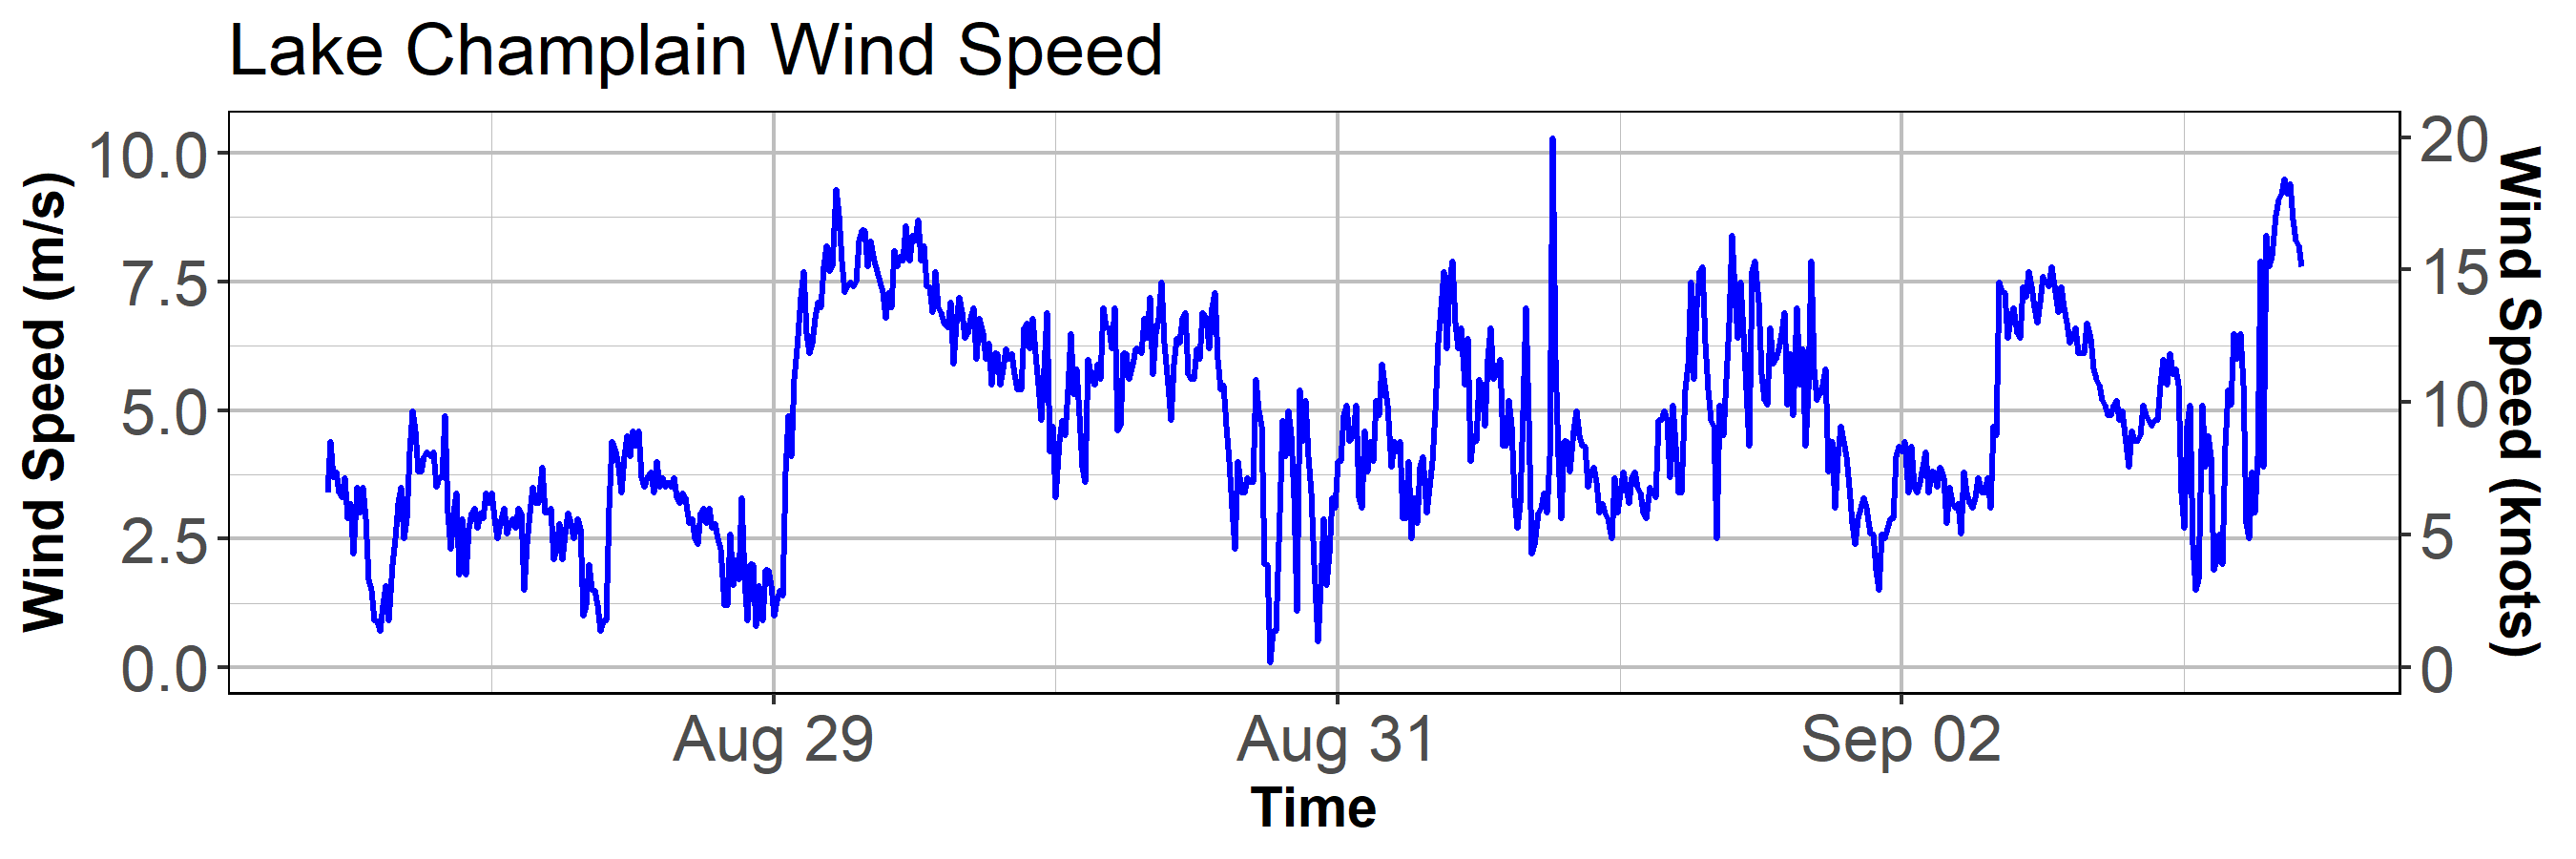 Lake Champlain Wind Speed
Wind Speed (m/s)
10.0
7.5
5.0
2.5
0.0
20
15
10
5
0
Wind Speed (knots)
Aug 29
Aug 31
Sep 02
Time